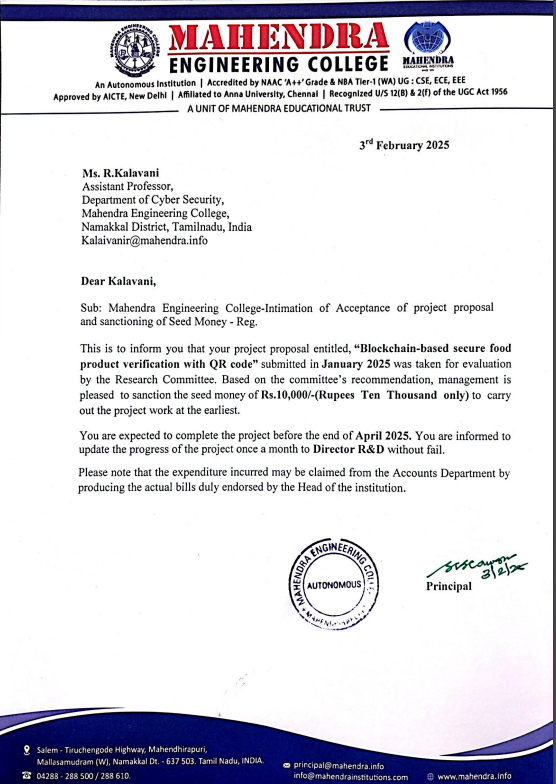 MAHENDRA
ENGINEERING COLLEGE
MAHENDRA
EDUCATIONAL INSTITUTIONS
An Autonomous Institution | Accredited by NAAC 'A++' Grade & NBA Tier-1 (WA) UG : CSE, ECE, EEE
Approved by AICTE, New Delhi | Affiliated to Anna University, Chennai | Recognized U/S 12(B) & 2(f) of the UGC Act 1956
A UNIT OF MAHENDRA EDUCATIONAL TRUST
3rd February 2025
Ms. R.Kalavani
Assistant Professor,
Department of Cyber Security,
Mahendra Engineering College,
Namakkal District, Tamilnadu, India
Kalaivanir@mahendra.info
Dear Kalavani,
Sub: Mahendra Engineering College-Intimation of Acceptance of project proposal
and sanctioning of Seed Money - Reg.
This is to inform you that your project proposal entitled, “Blockchain-based secure food
product verification with QR code” submitted in January 2025 was taken for evaluation
by the Research Committee. Based on the committee's recommendation, management is
pleased to sanction the seed money of Rs.10,000/-(Rupees Ten Thousand only) to carry
out the project work at the earliest.
You are expected to complete the project before the end of April 2025. You are informed to
update the progress of the project once a month to Director R&D without fail.
Please note that the expenditure incurred may be claimed from the Accounts Department by
producing the actual bills duly endorsed by the Head of the institution.
MAHENDRA ENGINEERING COLLEGE
AUTONOMOUS
3/2/25
Principal
Salem - Tiruchengode Highway, Mahendhirapuri,
Mallasamudram (W), Namakkal Dt. - 637 503. Tamil Nadu, INDIA.
04288 - 288 500 / 288 610.
principal@mahendra.info
info@mahendrainstitutions.com
www.mahendra.info